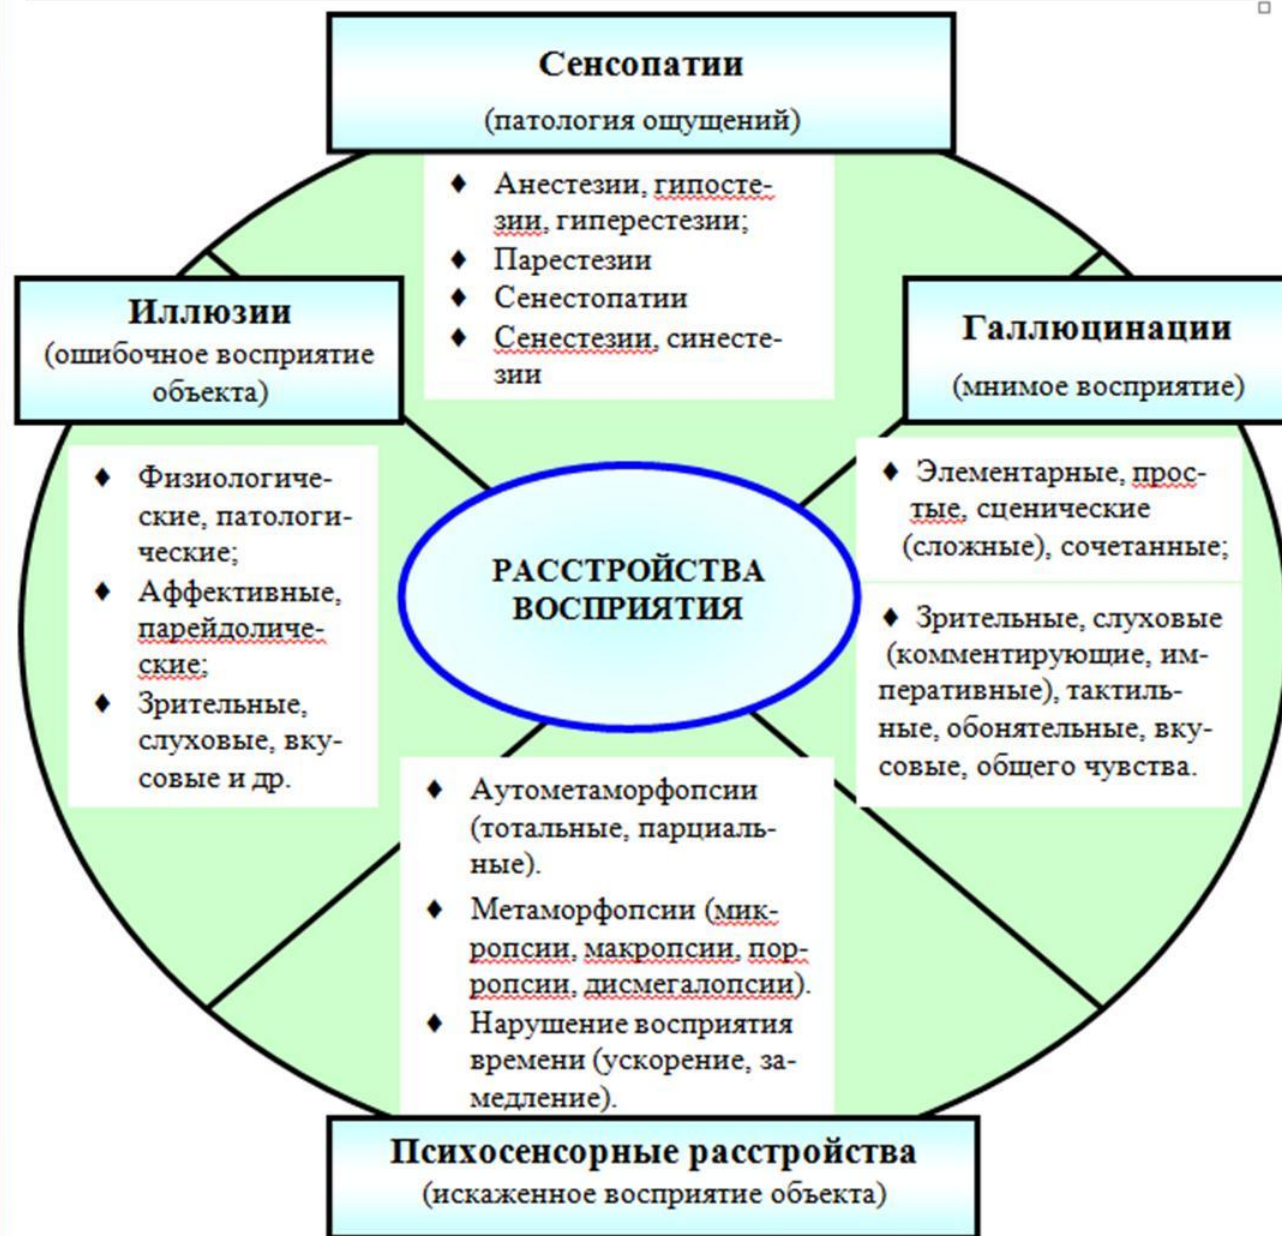 Сенсопатии
(патология ощущений)
♦ Анестезии, гипосте-
зии, гиперестезии;
♦ Парестезии
♦ Сенестопатии
♦ Сенестезии, синесте-
зии
Иллюзии
(ошибочное восприятие
объекта)
♦ Физиологиче-
ские, патологи-
ческие;
♦ Аффективные,
парейдоличе-
ские;
♦ Зрительные,
слуховые, вку-
совые и др.
РАССТРОЙСТВА
ВОСПРИЯТИЯ
Галлюцинации
(мнимое восприятие)
♦ Элементарные, прос-
тые, сценические
(сложные), сочетанные;
♦ Зрительные, слуховые
(комментирующие, им-
перативные), тактиль-
ные, обонятельные, вку-
совые, общего чувства.
♦ Аутометаморфопсии
(тотальные, парциаль-
ные).
♦ Метаморфопсии (мик-
ропсии, макропсии, пор-
ропсии, дисмегалопсии).
♦ Нарушение восприятия
времени (ускорение, за-
медление).
Психосенсорные расстройства
(искаженное восприятие объекта)